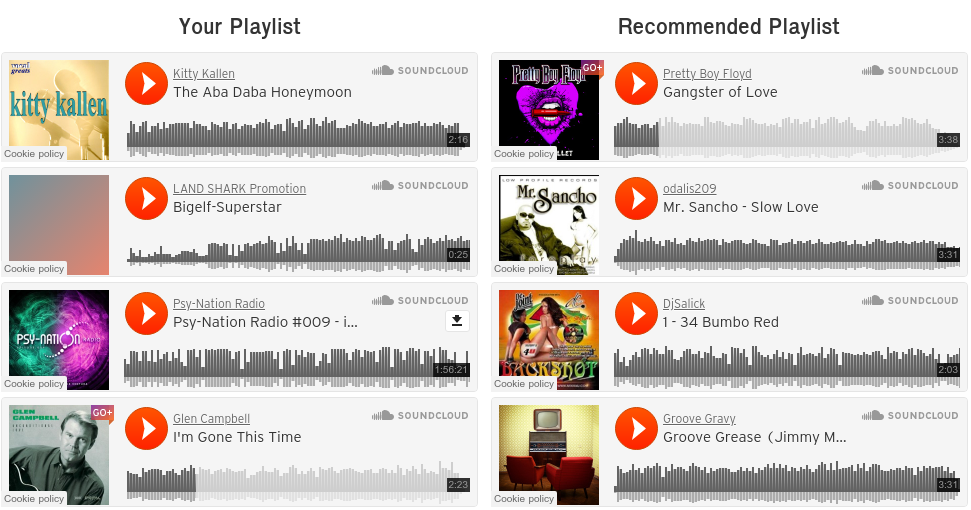 Your Playlist
vocal
greats
kitty kallen
Cookie policy
Kitty Kallen
The Aba Daba Honeymoon
SOUNDCLOUD
2:16
Cookie policy
LAND SHARK Promotion
Bigelf-Superstar
SOUNDCLOUD
0:25
PSY-NATION
RADIO
Cookie policy
Psy-Nation Radio
Psy-Nation Radio #009 - i...
SOUNDCLOUD
1:56:21
GLEN
CAMPBELL
GO+
Cookie policy
Glen Campbell
I'm Gone This Time
SOUNDCLOUD
2:23
Recommended Playlist
Pretty Boy Floyd
GO+
Cookie policy
Pretty Boy Floyd
Gangster of Love
SOUNDCLOUD
3:38
LOW PROFILE RECORDS
Mr. Sancho
Cookie policy
odalis209
Mr. Sancho - Slow Love
SOUNDCLOUD
3:31
BACKSHOT
Cookie policy
DjSalick
1 - 34 Bumbo Red
SOUNDCLOUD
2:03
Cookie policy
Groove Gravy
Groove Grease (Jimmy M...
SOUNDCLOUD
3:31